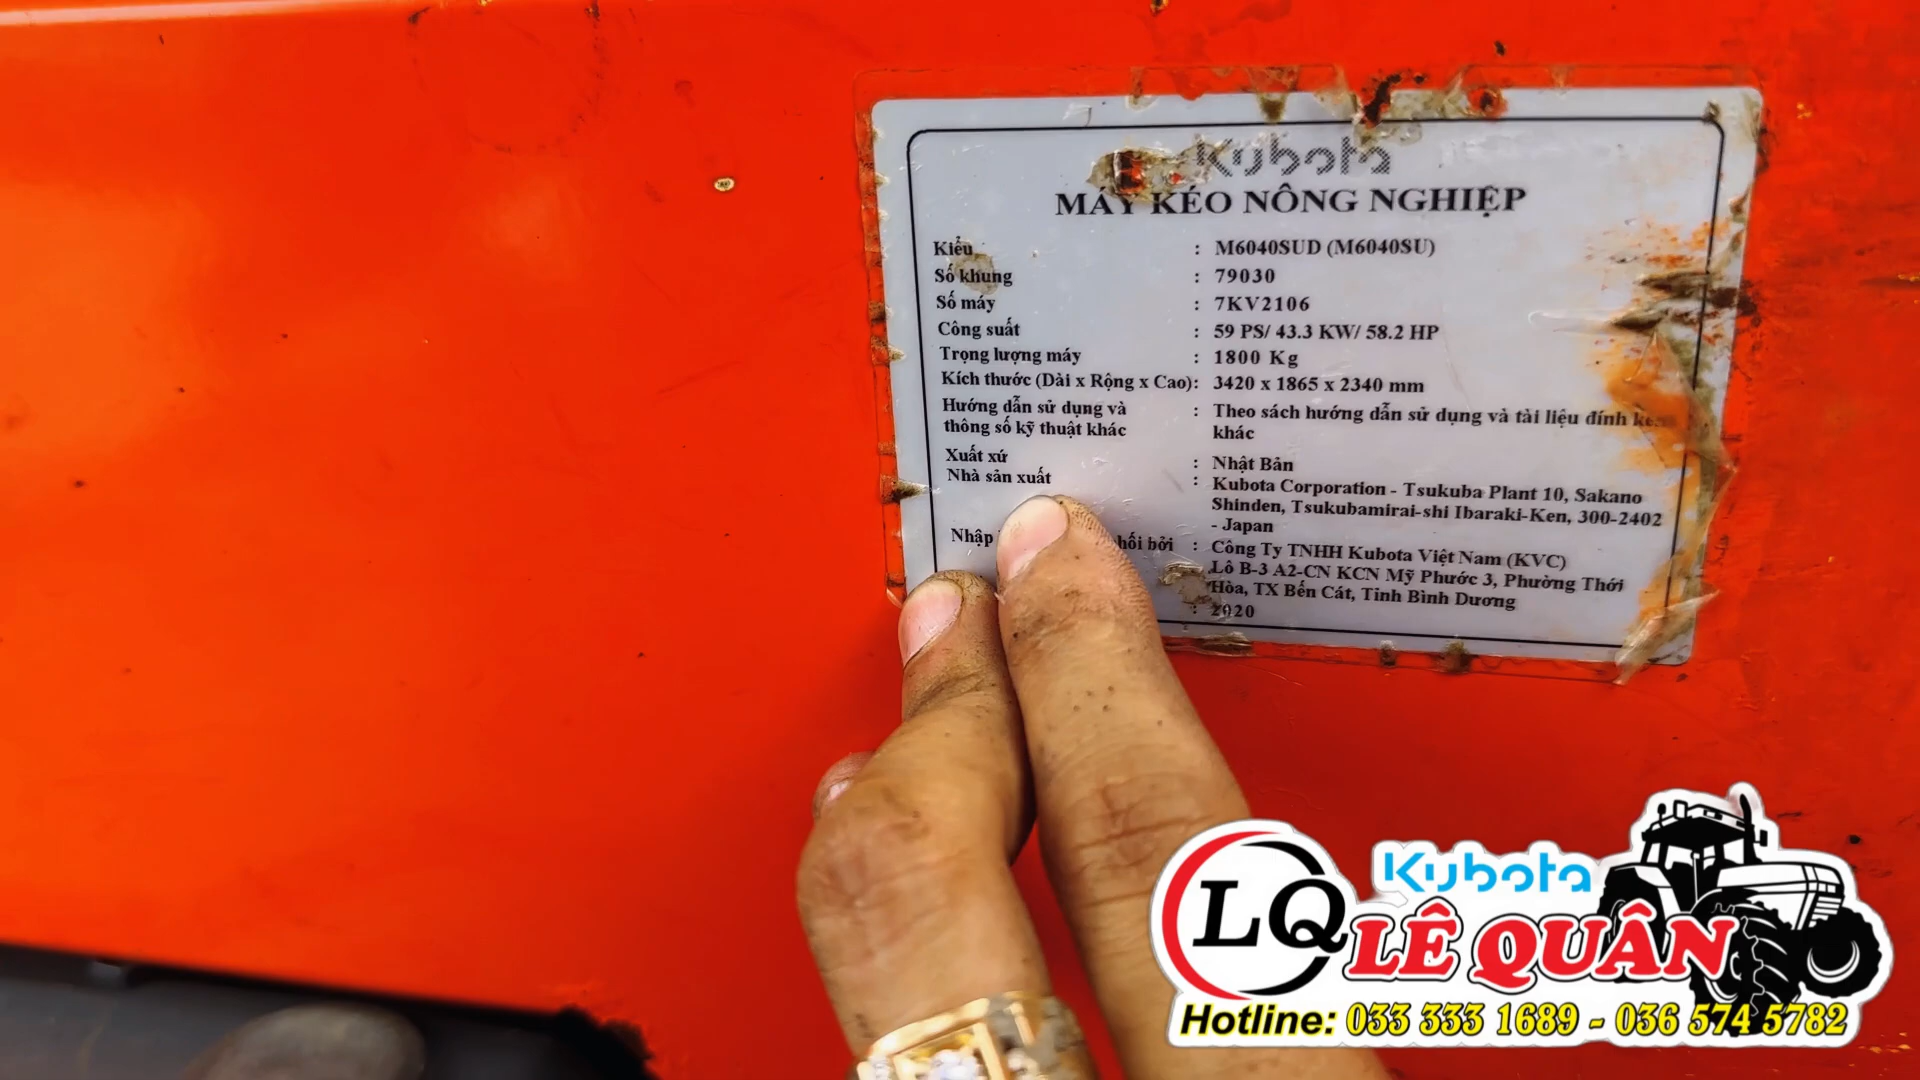 Kubota
MÁY KÉO NÔNG NGHIỆP
Kiểu : M6040SUD (M6040SU)
Số khung : 79030
Số máy : 7KV2106
Công suất : 59 PS/ 43.3 KW/ 58.2 HP
Trọng lượng máy : 1800 Kg
Kích thước (Dài x Rộng x Cao): 3420 x 1865 x 2340 mm
Hướng dẫn sử dụng và : Theo sách hướng dẫn sử dụng và tài liệu đính
thông số kỹ thuật khác khác
Xuất xứ : Nhật Bản
Nhà sản xuất : Kubota Corporation - Tsukuba Plant 10, Sakano
Shinden, Tsukubamirai-shi Ibaraki-Ken, 300-2402
- Japan
Nhập bởi : Công Ty TNHH Kubota Việt Nam (KVC)
Lô B-3 A2-CN KCN Mỹ Phước 3, Phường Thới
Hòa, TX Bến Cát, Tỉnh Bình Dương
: 2020
LQ
Kubota
LÊ QUÂN
Hotline: 033 333 1689 - 036 574 5782